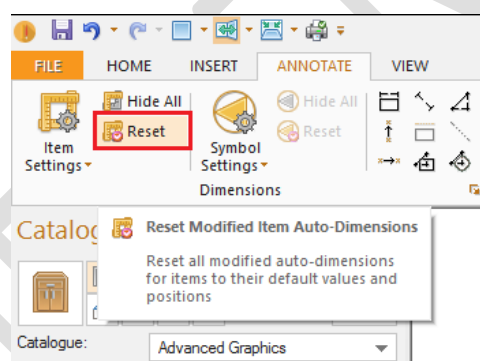 FILE HOME INSERT ANNOTATE VIEW
Hide All
Hide All
Reset
Reset
Item
Settings
Symbol
Settings
Dimensions
Catalog
Reset Modified Item Auto-Dimensions
Reset all modified auto-dimensions
for items to their default values and
positions
Catalogue: Advanced Graphics